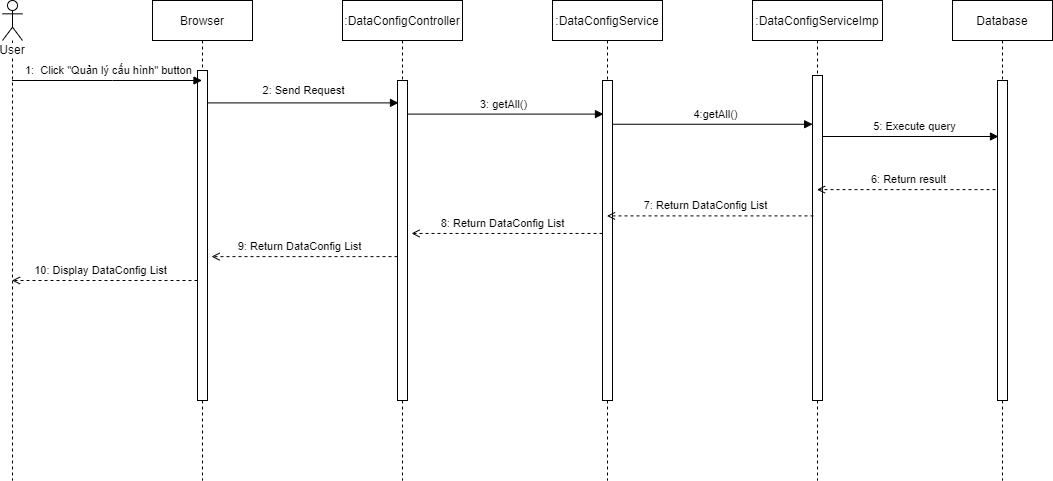 User
Browser
:DataConfigController
:DataConfigService
:DataConfigServiceImp
Database
1: Click "Quản lý cấu hình" button
2: Send Request
3: getAll()
4:getAll()
5: Execute query
6: Return result
7: Return DataConfig List
8: Return DataConfig List
9: Return DataConfig List
10: Display DataConfig List